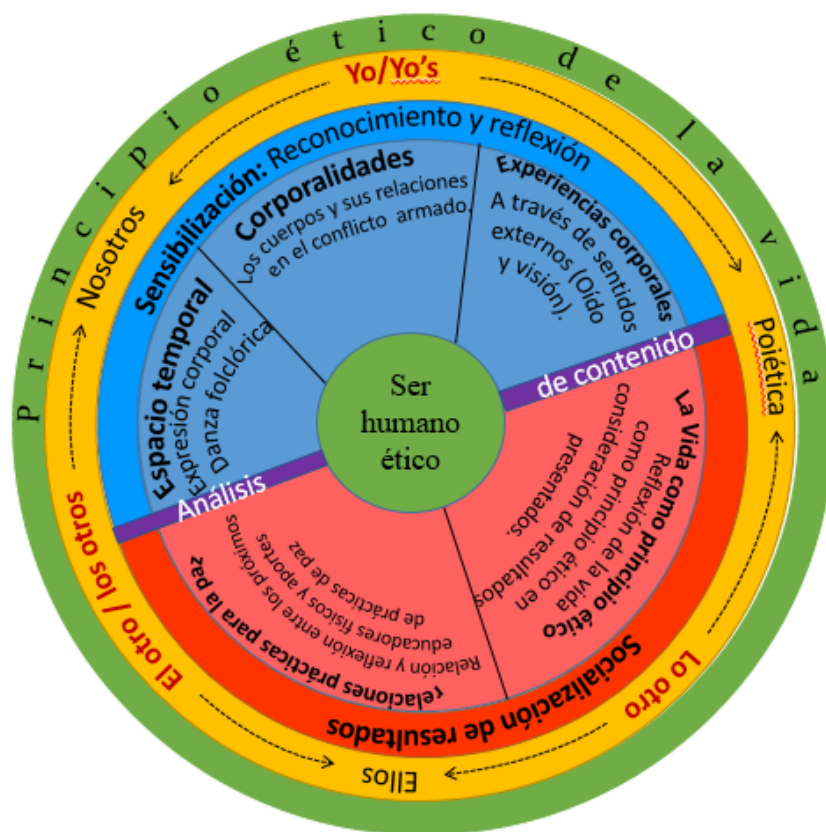 Principio ético de la vida
Yo/Yo's
Nosotros
Poiética
El otro / los otros
Lo otro
Ellos
Sensibilización: Reconocimiento y reflexión
Espacio temporal
Expresión corporal
Danza folclórica
Corporalidades
Los cuerpos y sus relaciones
en el conflicto armado.
Experiencias corporales
A través de sentidos
externos (Oído
y visión).
Análisis
de contenido
Ser
humano
ético
La Vida como principio ético
Reflexión de la vida
como principio ético en
consideración de resultados
presentados.
relaciones prácticas para la paz
Relación y reflexión entre los próximos
educadores físicos y aportes
de prácticas de paz
Socialización de resultados